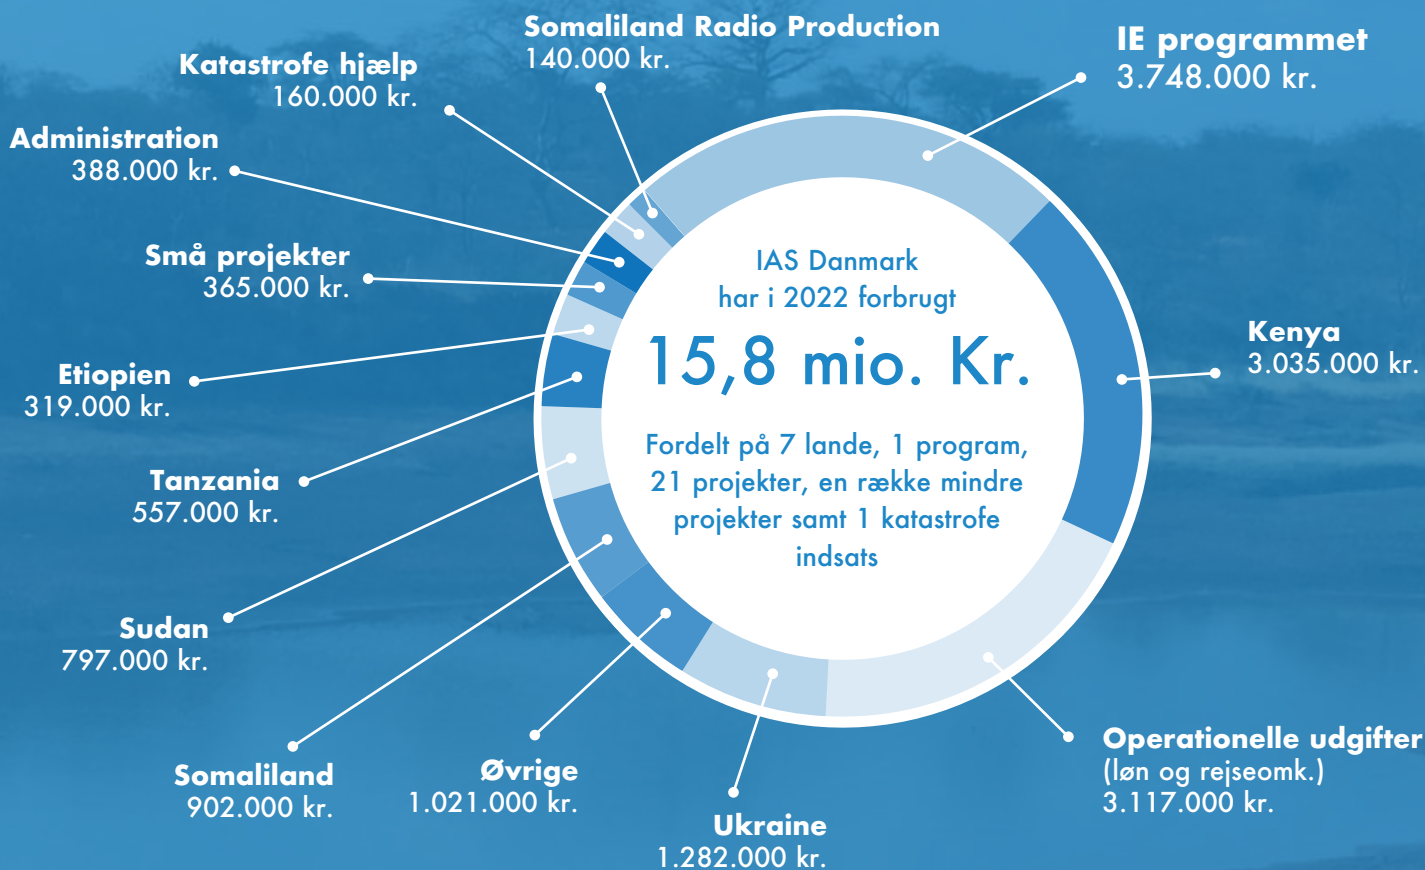 Somaliland Radio Production
140.000 kr.
IE programmet
3.748.000 kr.
Katastrofe hjælp
160.000 kr.
Administration
388.000 kr.
Små projekter
365.000 kr.
Etiopien
319.000 kr.
Tanzania
557.000 kr.
Sudan
797.000 kr.
Somaliland
902.000 kr.
Øvrige
1.021.000 kr.
Ukraine
1.282.000 kr.
Operationelle udgifter
(løn og rejseomk.)
3.117.000 kr.
Kenya
3.035.000 kr.
IAS Danmark
har i 2022 forbrugt
15,8 mio. Kr.
Fordelt på 7 lande, 1 program,
21 projekter, en række mindre
projekter samt 1 katastrofe
indsats